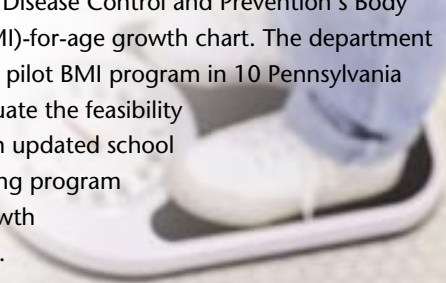 Disease Control and Prevention's Body
MI)-for-age growth chart. The department
pilot BMI program in 10 Pennsylvania
uate the feasibility
updated school
ng program
wth